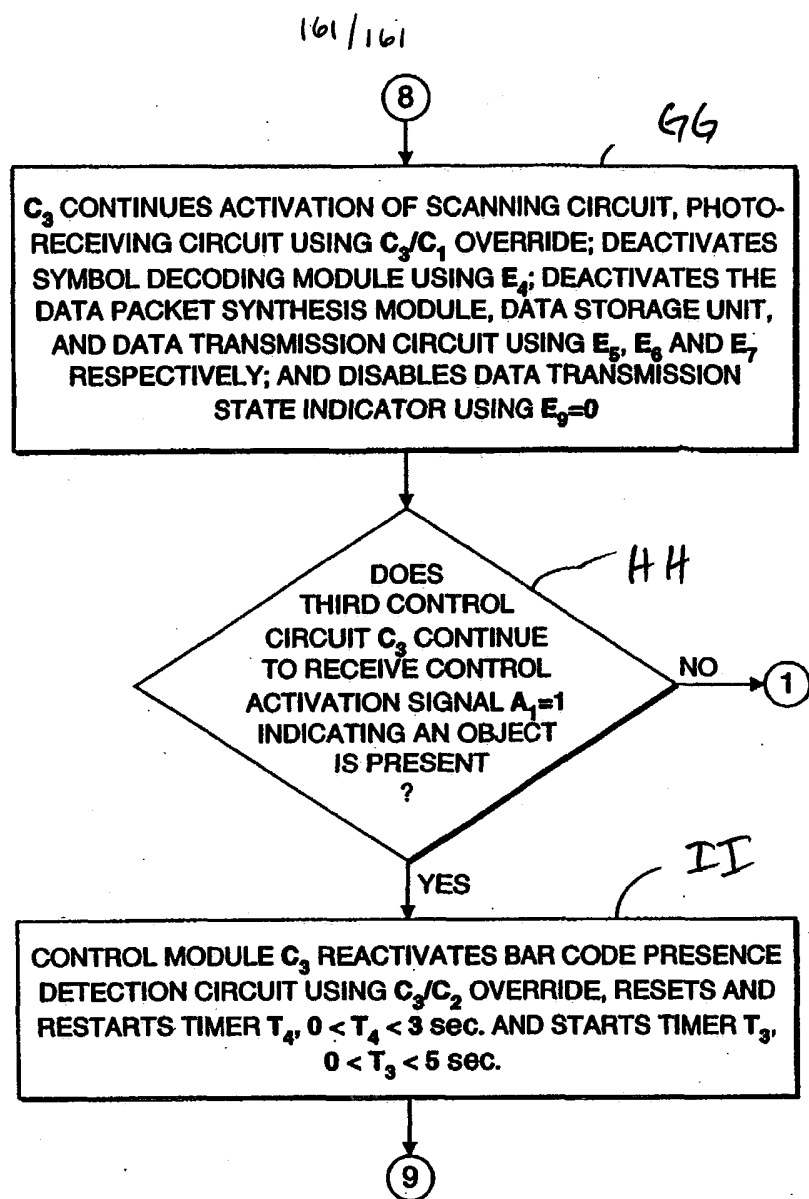 161/161
8
GG
C₃ CONTINUES ACTIVATION OF SCANNING CIRCUIT, PHOTO-
RECEIVING CIRCUIT USING C₃/C₁ OVERRIDE; DEACTIVATES
SYMBOL DECODING MODULE USING E₄; DEACTIVATES THE
DATA PACKET SYNTHESIS MODULE, DATA STORAGE UNIT,
AND DATA TRANSMISSION CIRCUIT USING E₅, E₆ AND E₇
RESPECTIVELY; AND DISABLES DATA TRANSMISSION
STATE INDICATOR USING E₉=0
HH
DOES
THIRD CONTROL
CIRCUIT C₃ CONTINUE
TO RECEIVE CONTROL
ACTIVATION SIGNAL A₁=1
INDICATING AN OBJECT
IS PRESENT
?
NO
1
YES
II
CONTROL MODULE C₃ REACTIVATES BAR CODE PRESENCE
DETECTION CIRCUIT USING C₃/C₂ OVERRIDE, RESETS AND
RESTARTS TIMER T₄, 0 < T₄ < 3 sec. AND STARTS TIMER T₃,
0 < T₃ < 5 sec.
9